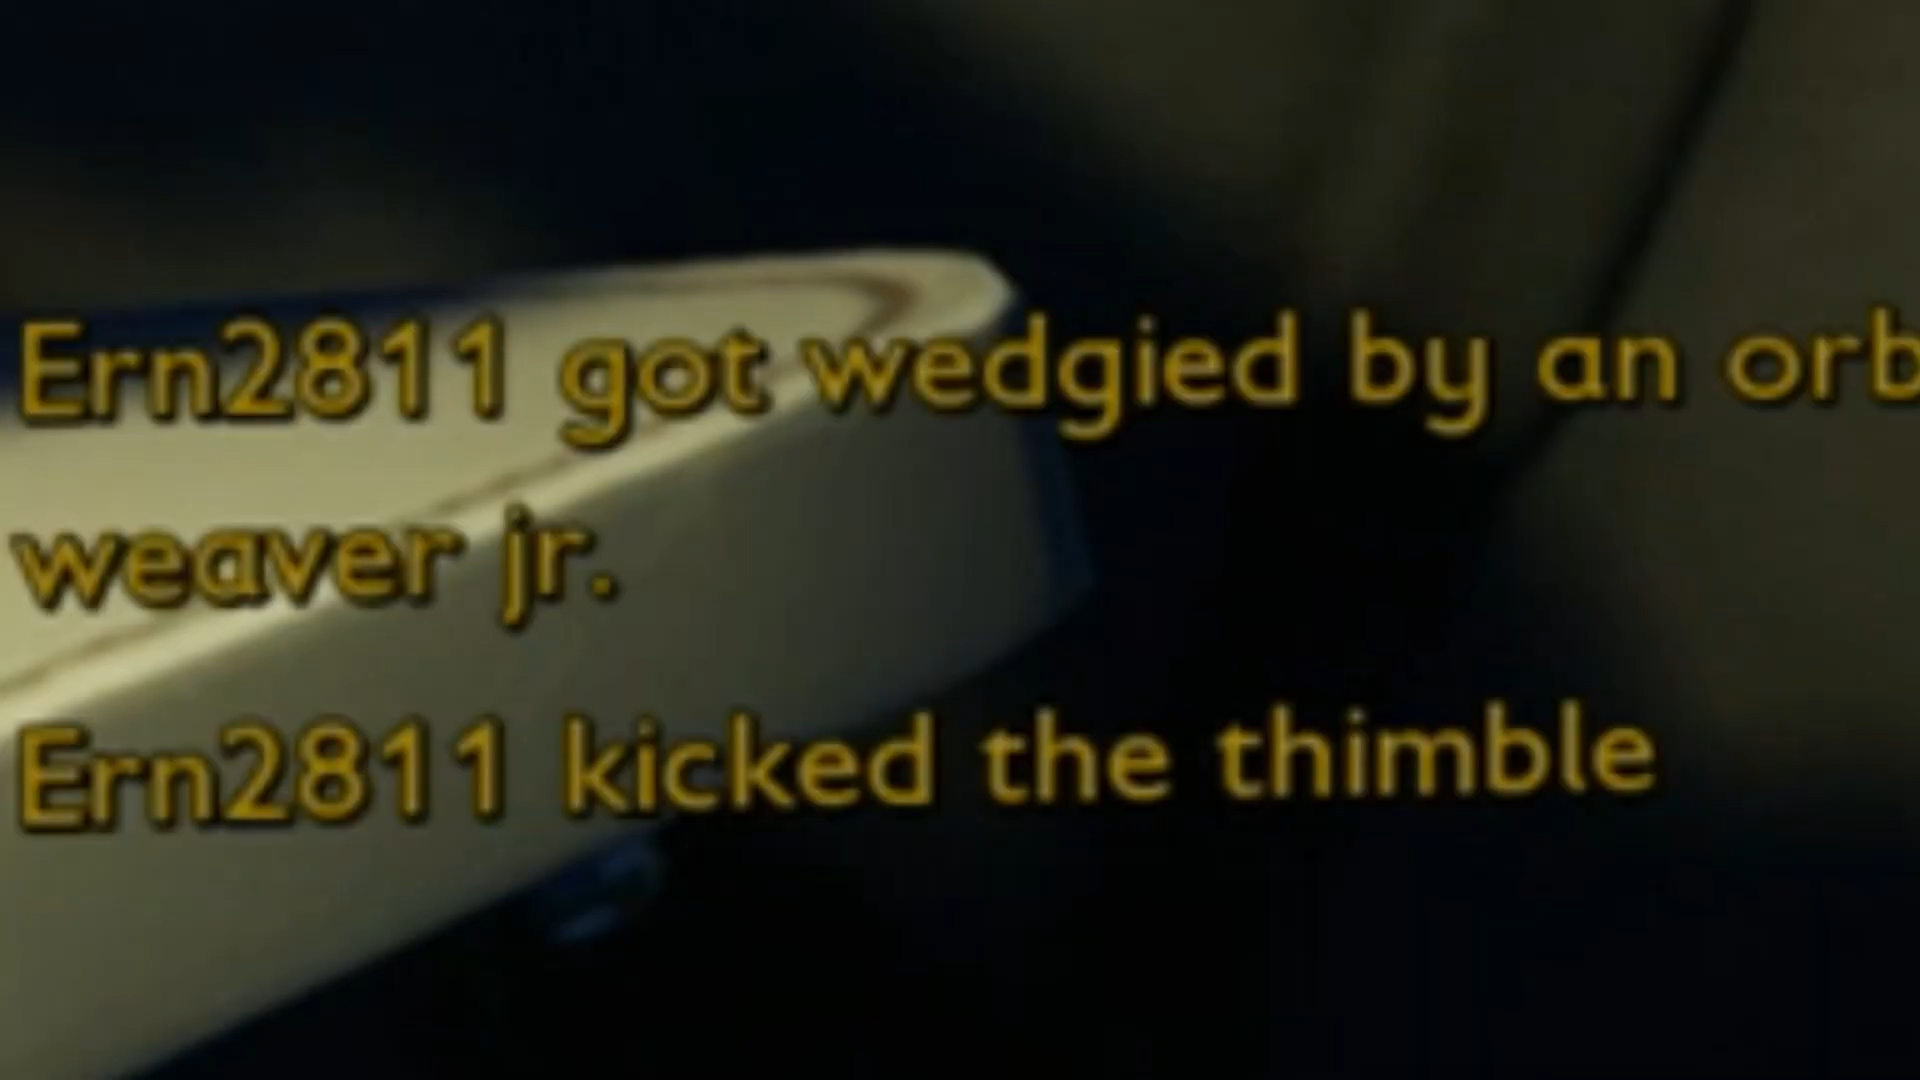 Ern2811 got wedgied by an orb
weaver jr.
Ern2811 kicked the thimble